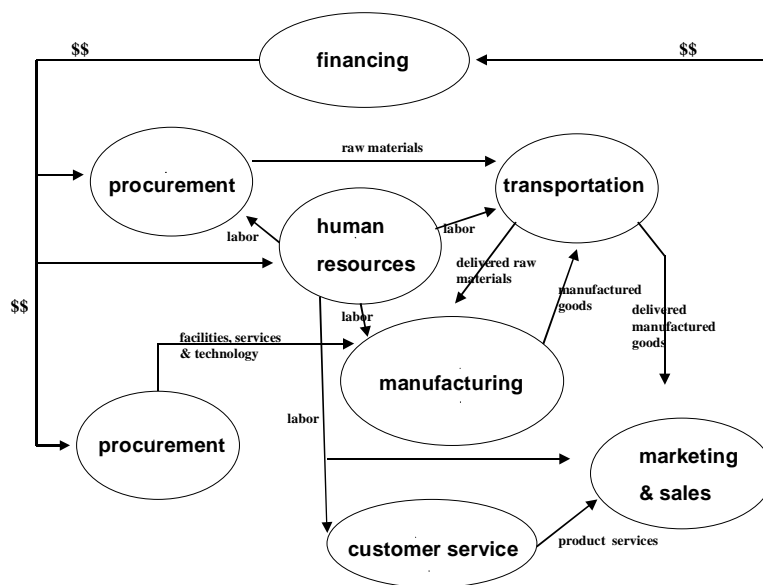 $$
financing
$$
raw materials
procurement
transportation
human
resources
labor
labor
delivered raw
materials
manufactured
goods
$$
labor
delivered
manufactured
goods
facilities, services
& technology
manufacturing
labor
procurement
marketing
& sales
customer service
product services